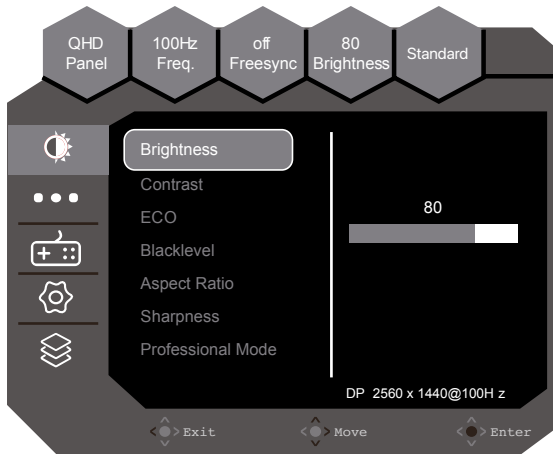 QHD
Panel
100Hz
Freq.
off
Freesync
80
Brightness
Standard
Brightness
Contrast
ECO
Blacklevel
Aspect Ratio
Sharpness
Professional Mode
80
DP 2560 x 1440@100H z
Exit
Move
Enter